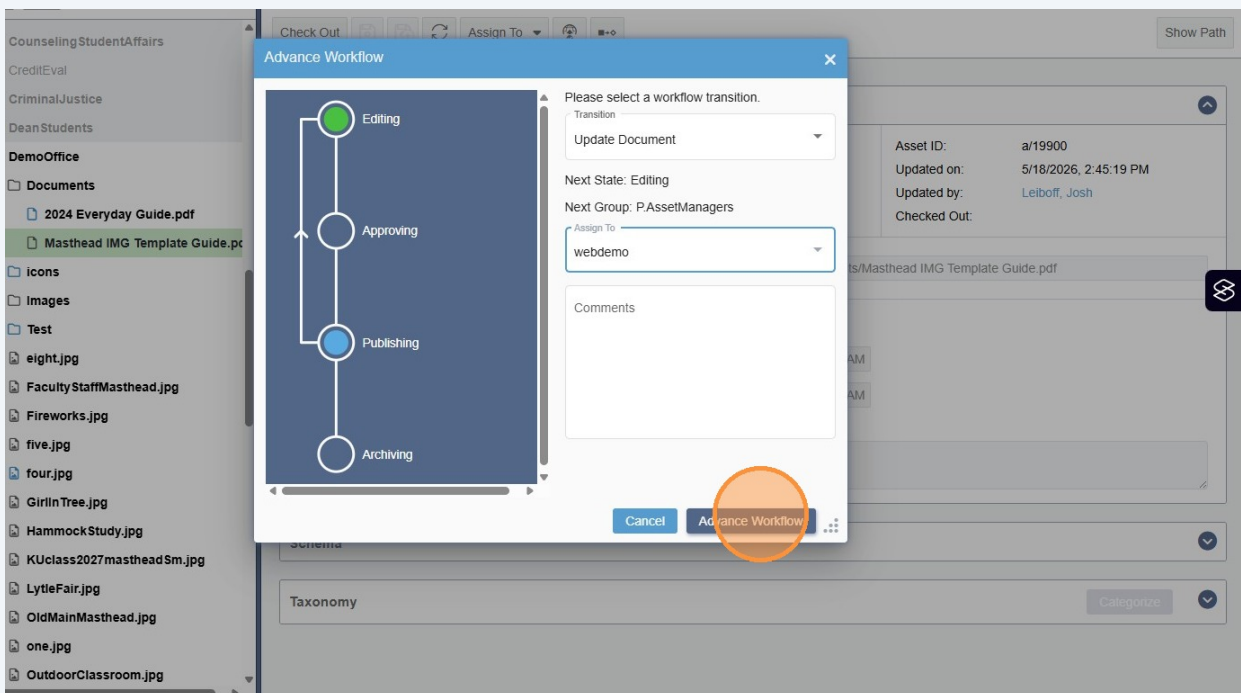 CounselingStudentAffairs
CreditEval
CriminalJustice
DeanStudents
DemoOffice
Documents
2024 Everyday Guide.pdf
Masthead IMG Template Guide.pd
icons
Images
Test
eight.jpg
FacultyStaffMasthead.jpg
Fireworks.jpg
five.jpg
four.jpg
GirlInTree.jpg
HammockStudy.jpg
KUclass2027mastheadSm.jpg
LytleFair.jpg
OldMainMasthead.jpg
one.jpg
OutdoorClassroom.jpg
Check Out Assign To Show Path
Advance Workflow
Editing
Approving
Publishing
Archiving
Please select a workflow transition.
Transition
Update Document
Next State: Editing
Next Group: P.AssetManagers
Assign To
webdemo
Comments
Cancel Advance Workflow
Asset ID: a/19900
Updated on: 5/18/2026, 2:45:19 PM
Updated by: Leiboff, Josh
Checked Out:
ts/Masthead IMG Template Guide.pdf
AM
AM
Schema
Taxonomy Categorize